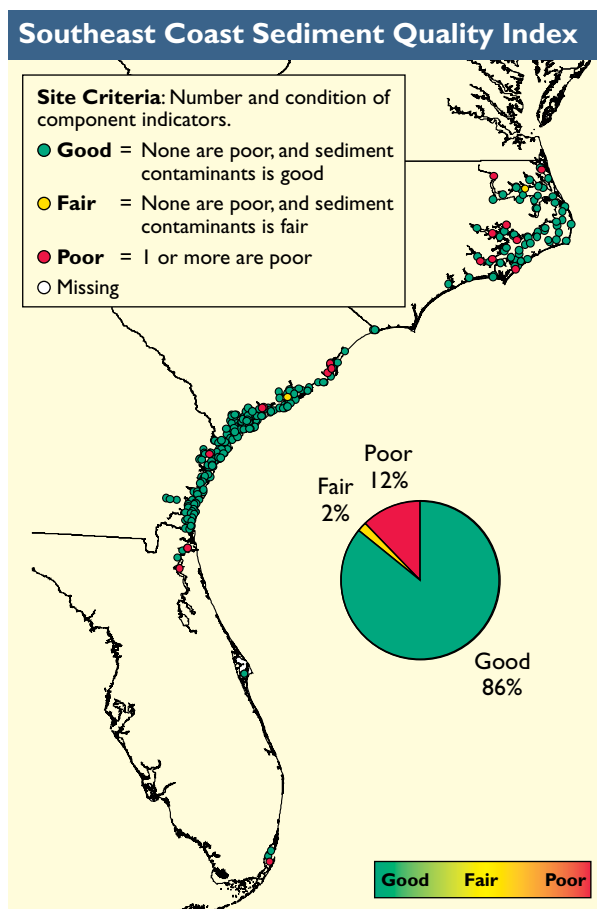 Southeast Coast Sediment Quality Index
Site Criteria: Number and condition of
component indicators.
Good = None are poor, and sediment
contaminants is good
Fair = None are poor, and sediment
contaminants is fair
Poor = 1 or more are poor
Missing
Poor
12%
Fair
2%
Good
86%
Good Fair Poor